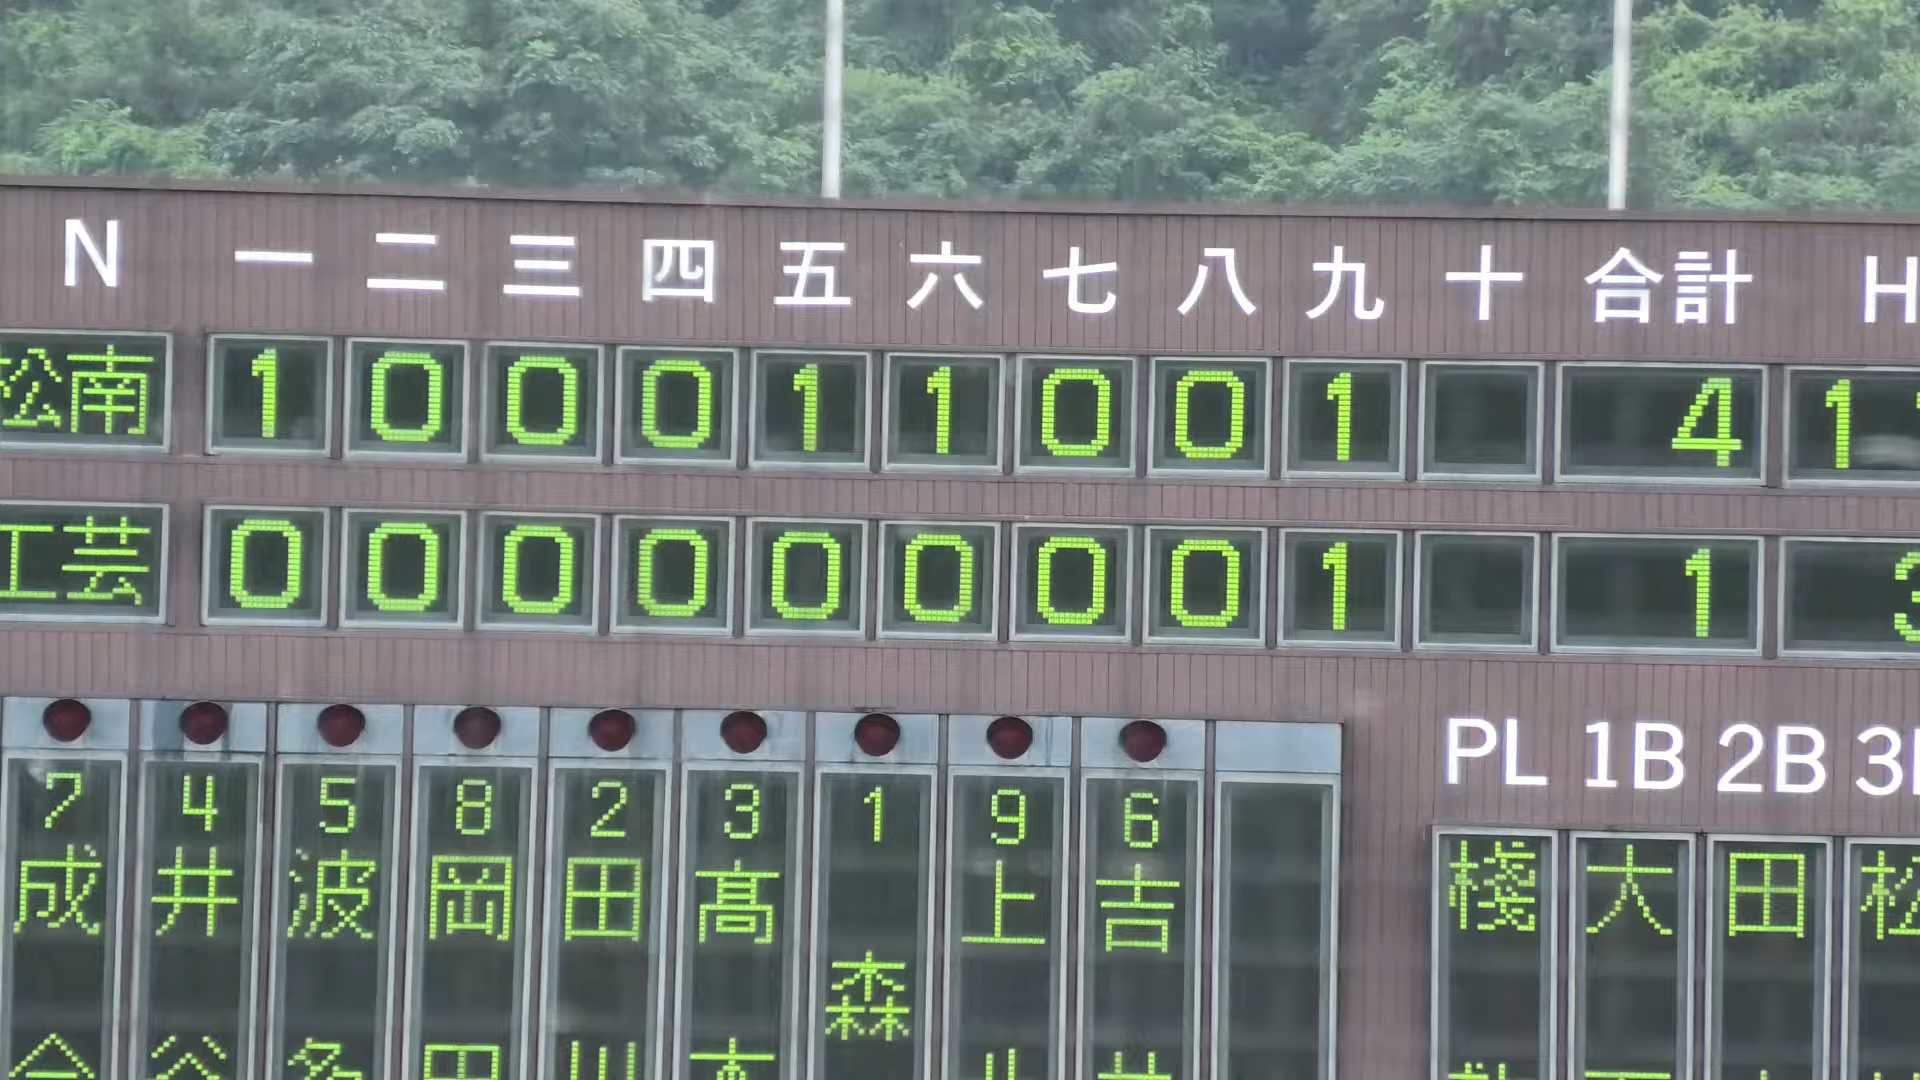 N 一 二 三 四 五 六 七 八 九 十 合計 H
松南 1 0 0 0 1 1 0 0 1 4 1
工芸 0 0 0 0 0 0 0 0 1 1 3
PL 1B 2B
7 4 5 8 2 3 1 9 6
成 井 波 岡 田 髙 森 上 吉
大 田 松